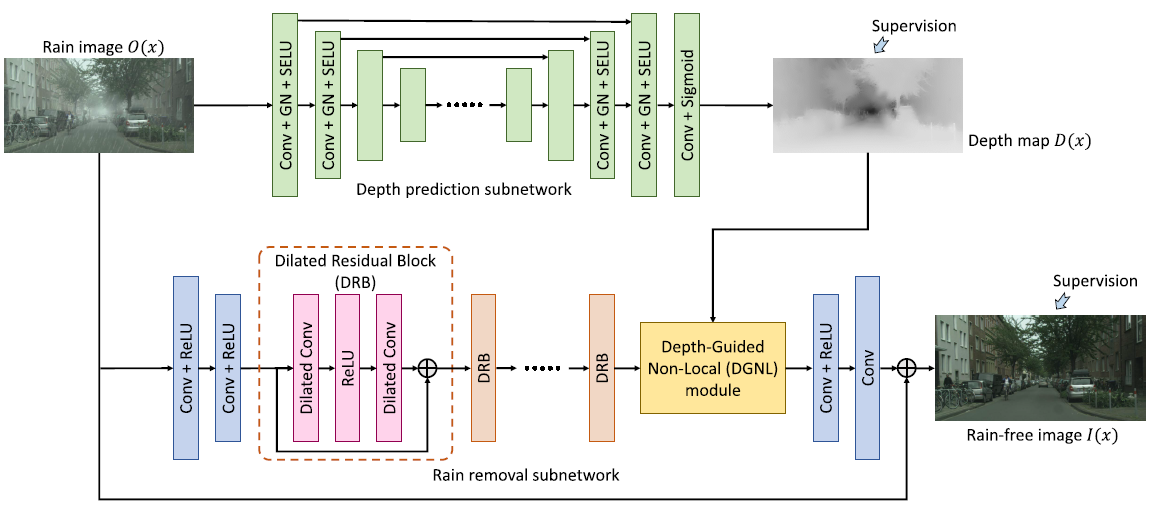 Rain image O(x)
Conv + GN + SELU
Conv + GN + SELU
Conv + GN + SELU
Conv + GN + SELU
Conv + Sigmoid
Supervision
Depth map D(x)
Depth prediction subnetwork
Conv + ReLU
Conv + ReLU
Dilated Residual Block
(DRB)
Dilated Conv
ReLU
Dilated Conv
DRB
DRB
Depth-Guided
Non-Local (DGNL)
module
Conv + ReLU
Conv
Supervision
Rain-free image I(x)
Rain removal subnetwork